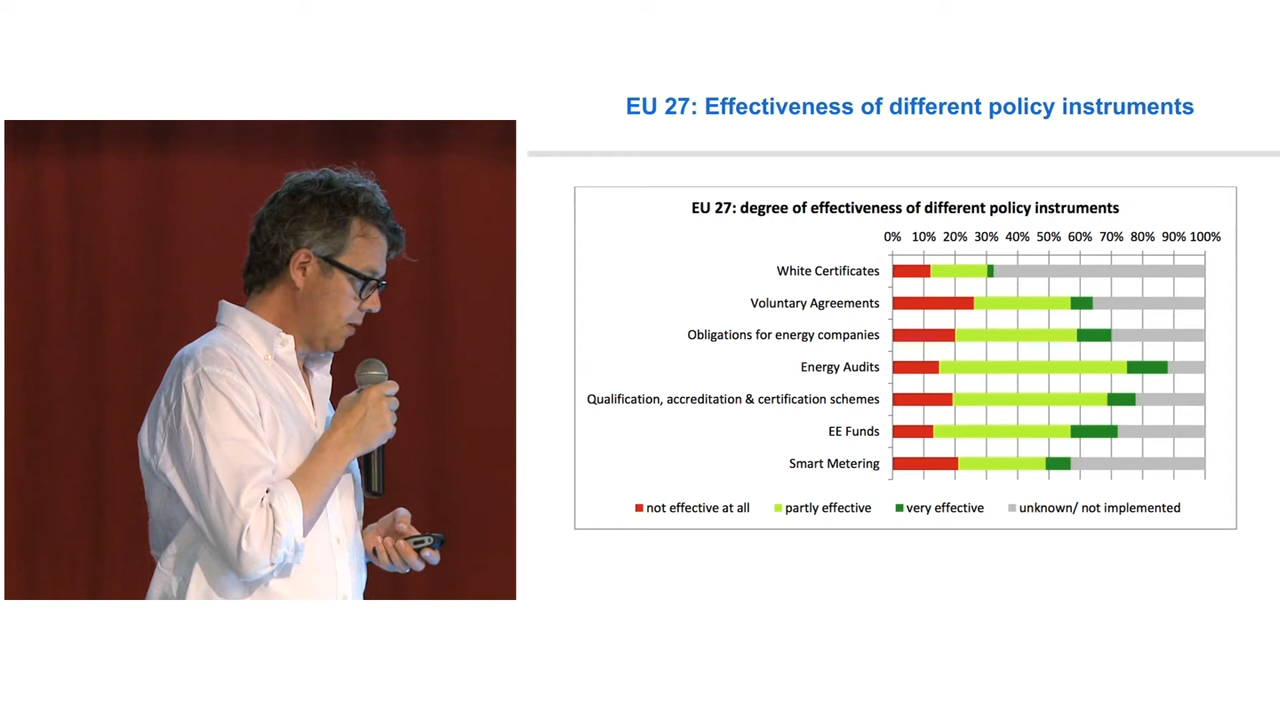 EU 27: Effectiveness of different policy instruments
EU 27: degree of effectiveness of different policy instruments
0% 10% 20% 30% 40% 50% 60% 70% 80% 90% 100%
White Certificates
Voluntary Agreements
Obligations for energy companies
Energy Audits
Qualification, accreditation & certification schemes
EE Funds
Smart Metering
not effective at all partly effective very effective unknown/ not implemented